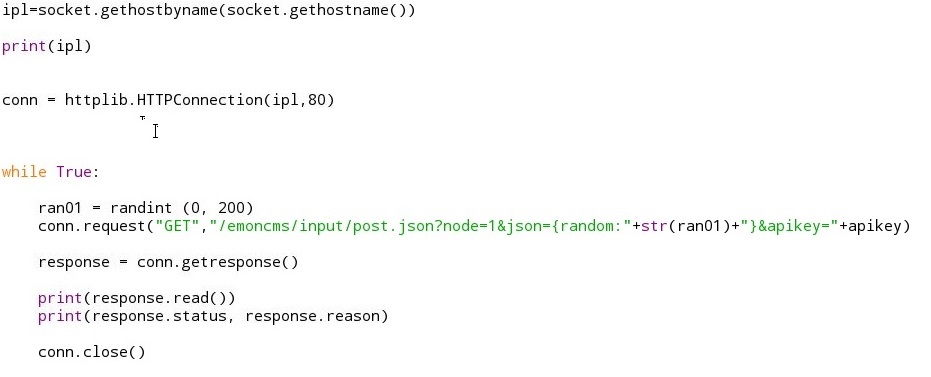 ipl=socket.gethostbyname(socket.gethostname())
print(ipl)
conn = httplib.HTTPConnection(ipl,80)
while True:
    ran01 = randint (0, 200)
    conn.request("GET","/emoncms/input/post.json?node=1&json={random:"+str(ran01)+"}&apikey="+apikey)
    response = conn.getresponse()
    print(response.read())
    print(response.status, response.reason)
    conn.close()